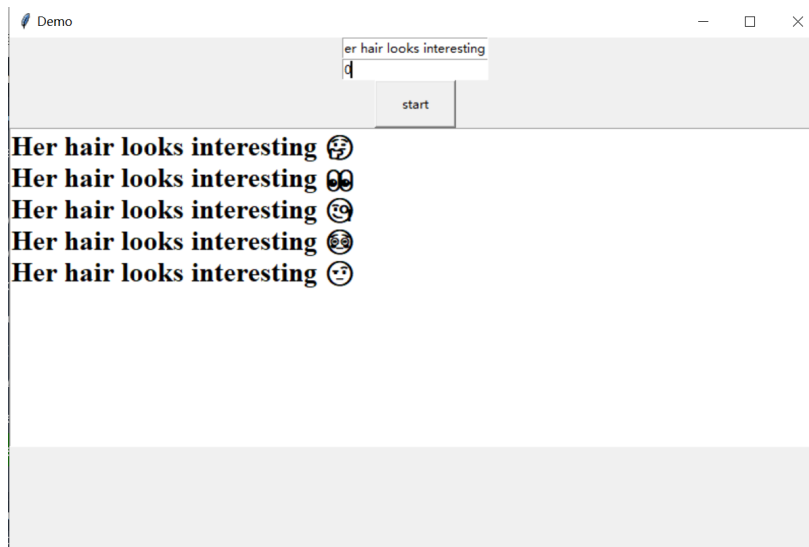 Demo
er hair looks interesting
0
start
Her hair looks interesting 🤔
Her hair looks interesting 👀
Her hair looks interesting 🧐
Her hair looks interesting 😳
Her hair looks interesting 🤨